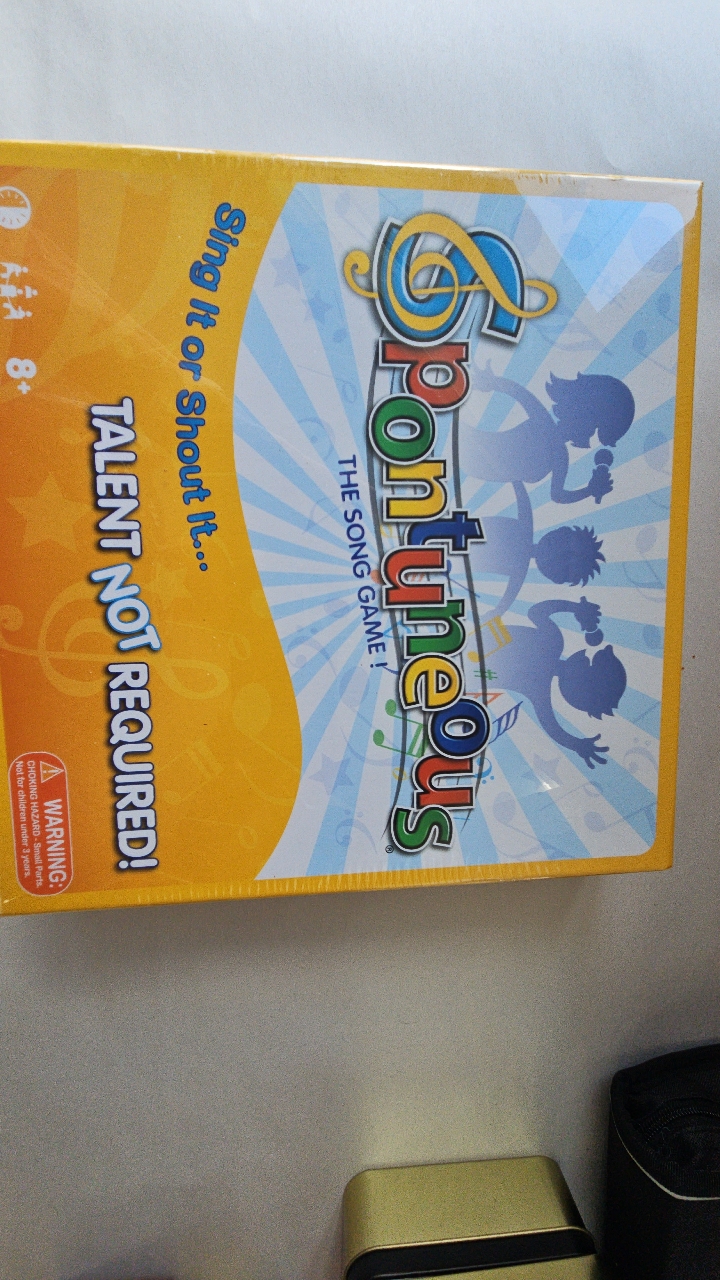 Spontuneous®
THE SONG GAME!
Sing It or Shout It...
TALENT NOT REQUIRED!
8+
WARNING:
CHOKING HAZARD - Small Parts.
Not for children under 3 years.